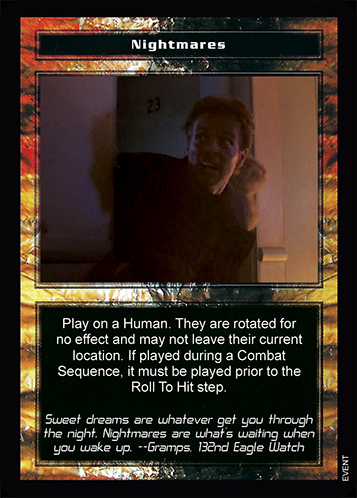 Nightmares
23
Play on a Human. They are rotated for
no effect and may not leave their current
location. If played during a Combat
Sequence, it must be played prior to the
Roll To Hit step.
Sweet dreams are whatever get you through
the night. Nightmares are what's waiting when
you wake up. --Gramps, 132nd Eagle Watch
EVENT